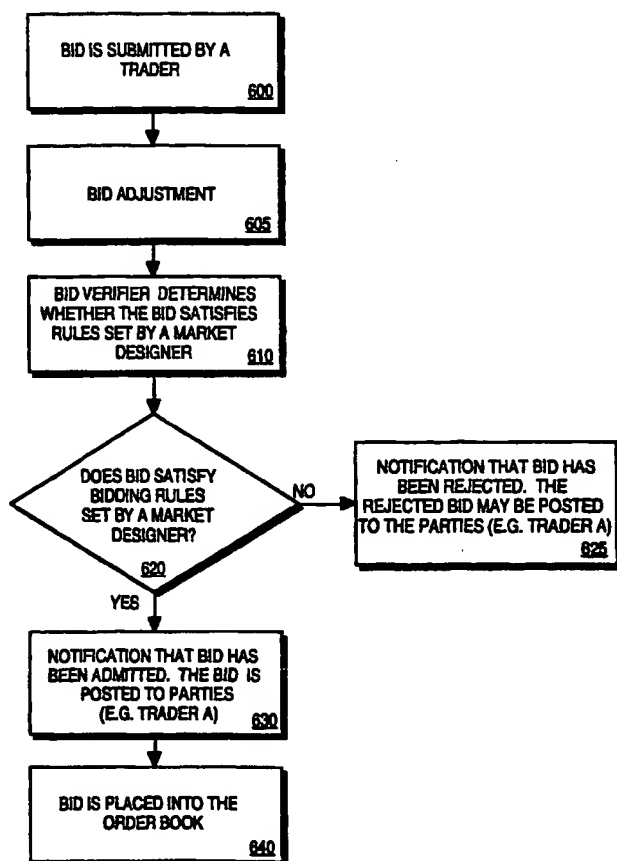 BID IS SUBMITTED BY A
TRADER
600
BID ADJUSTMENT
605
BID VERIFIER DETERMINES
WHETHER THE BID SATISFIES
RULES SET BY A MARKET
DESIGNER
610
DOES BID SATISFY
BIDDING RULES
SET BY A MARKET
DESIGNER?
620
NO
NOTIFICATION THAT BID HAS
BEEN REJECTED. THE
REJECTED BID MAY BE POSTED
TO THE PARTIES (E.G. TRADER A)
625
YES
NOTIFICATION THAT BID HAS
BEEN ADMITTED. THE BID IS
POSTED TO PARTIES
(E.G. TRADER A)
630
BID IS PLACED INTO THE
ORDER BOOK
640